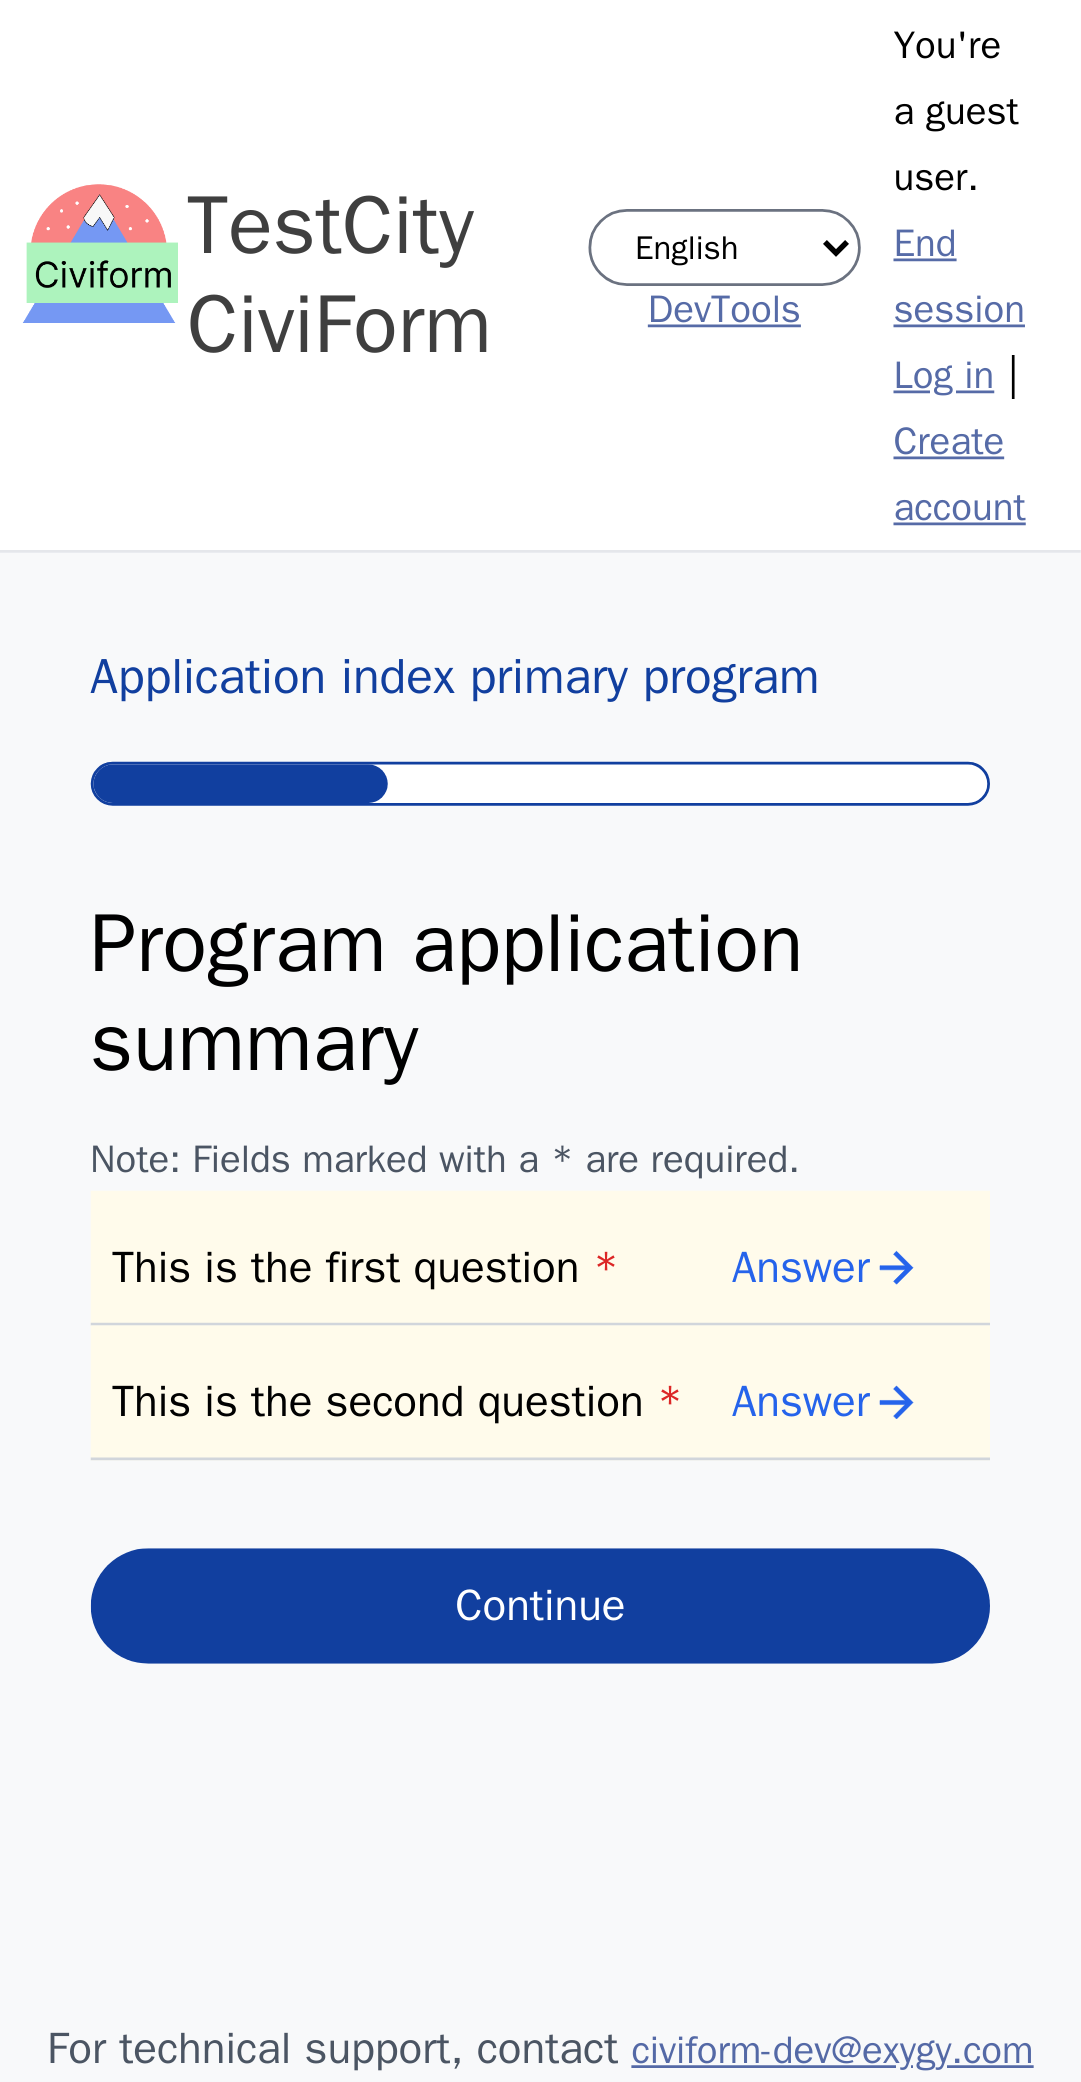 You're
a guest
user.
End
session
Log in |
Create
account
Civiform
TestCity
CiviForm
English
DevTools
Application index primary program
Program application
summary
Note: Fields marked with a * are required.
This is the first question * Answer→
This is the second question * Answer→
Continue
For technical support, contact civiform-dev@exygy.com